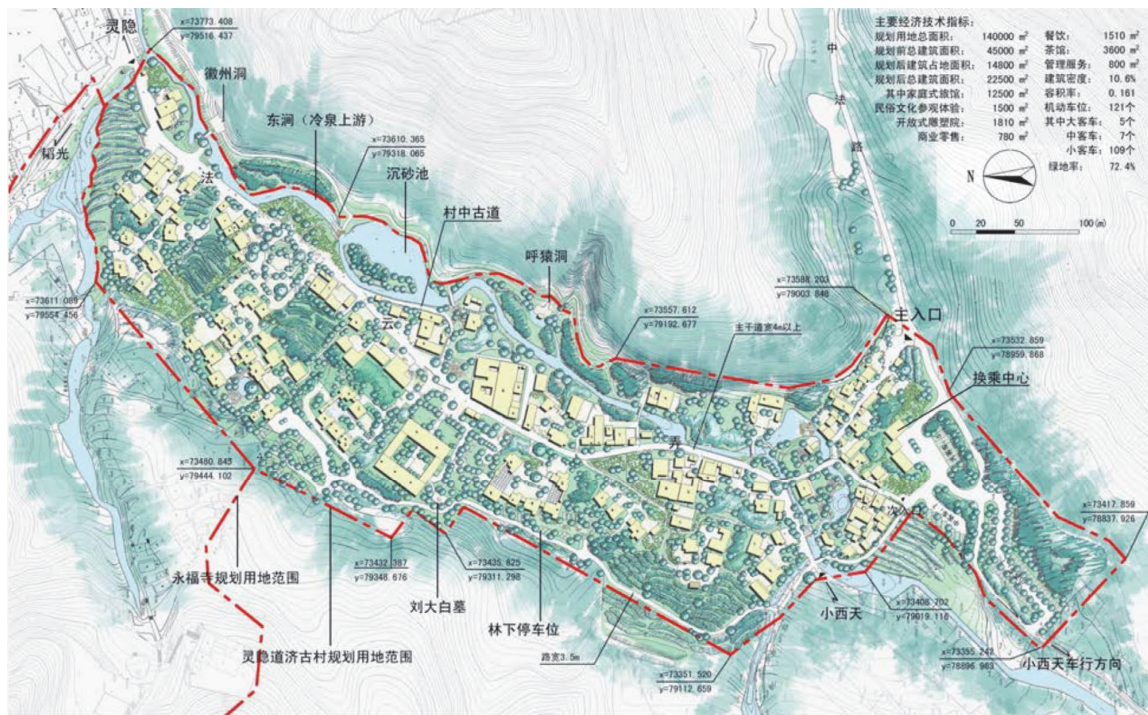 灵隐
x=73773.408
y=79516.437
徽州洞
东涧（冷泉上游）
x=73610.365
y=79318.065
沉砂池
村中古道
呼猿洞
x=73557.612
y=79192.677
主干道宽4m以上
x=73588.203
y=79003.848
主入口
x=73532.859
y=78959.868
换乘中心
中
法
路
主要经济技术指标：
规划用地总面积： 140000 m² 餐饮： 1510 m²
规划前总建筑面积： 45000 m² 茶馆： 3600 m²
规划后建筑占地面积： 14800 m² 管理服务： 800 m²
规划后总建筑面积： 22500 m² 建筑密度： 10.6%
其中家庭式旅馆： 12500 m² 容积率： 0.161
民俗文化参观体验： 1500 m² 机动车位： 121个
开放式雕塑院： 1810 m² 其中大客车： 5个
商业零售： 780 m² 中客车： 7个
小客车： 109个
绿地率： 72.4%
N
0 20 50 100(m)
韬光
法
云
弄
x=73611.089
y=79554.456
x=73480.845
y=79444.102
永福寺规划用地范围
灵隐道济古村规划用地范围
x=73432.387
y=79348.676
x=73435.825
y=79311.298
刘大白墓
林下停车位
路宽3.5m
x=73351.520
y=79112.659
小西天
x=73408.702
y=79019.116
次入口
x=73417.859
y=78837.926
x=73355.247
y=78896.963
小西天车行方向